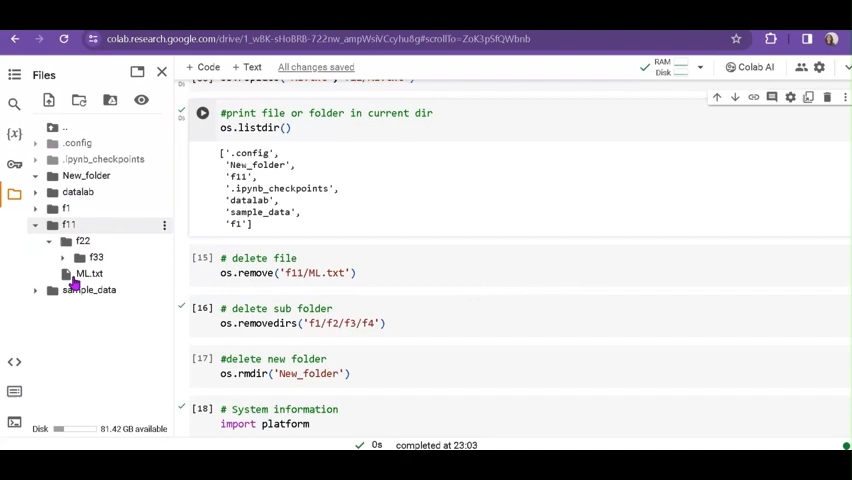 colab.research.google.com/drive/1_wBK-sHoBRB-722nw_ampWsiVCcyhu8g#scrollTo=ZoK3pSfQWbnb
Files
+ Code + Text All changes saved
RAM
Disk
Colab AI
..
.config
.ipynb_checkpoints
New_folder
datalab
f1
f11
f22
f33
ML.txt
sample_data
Disk 81.42 GB available
0s
#print file or folder in current dir
os.listdir()
['.config',
'New_folder',
'f11',
'.ipynb_checkpoints',
'datalab',
'sample_data',
'f1']
[15] # delete file
os.remove('f11/ML.txt')
[16] # delete sub folder
os.removedirs('f1/f2/f3/f4')
[17] #delete new folder
os.rmdir('New_folder')
[18] # System information
import platform
0s completed at 23:03